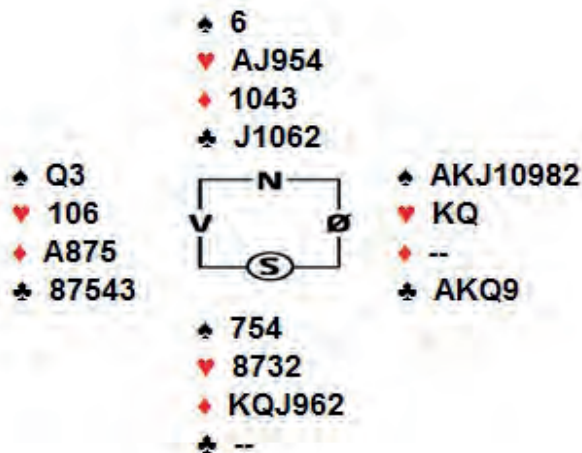 ♠ 6
♥ AJ954
♦ 1043
♣ J1062
♠ Q3
♥ 106
♦ A875
♣ 87543
N
V Ø
S
♠ AKJ10982
♥ KQ
♦ --
♣ AKQ9
♠ 754
♥ 8732
♦ KQJ962
♣ --